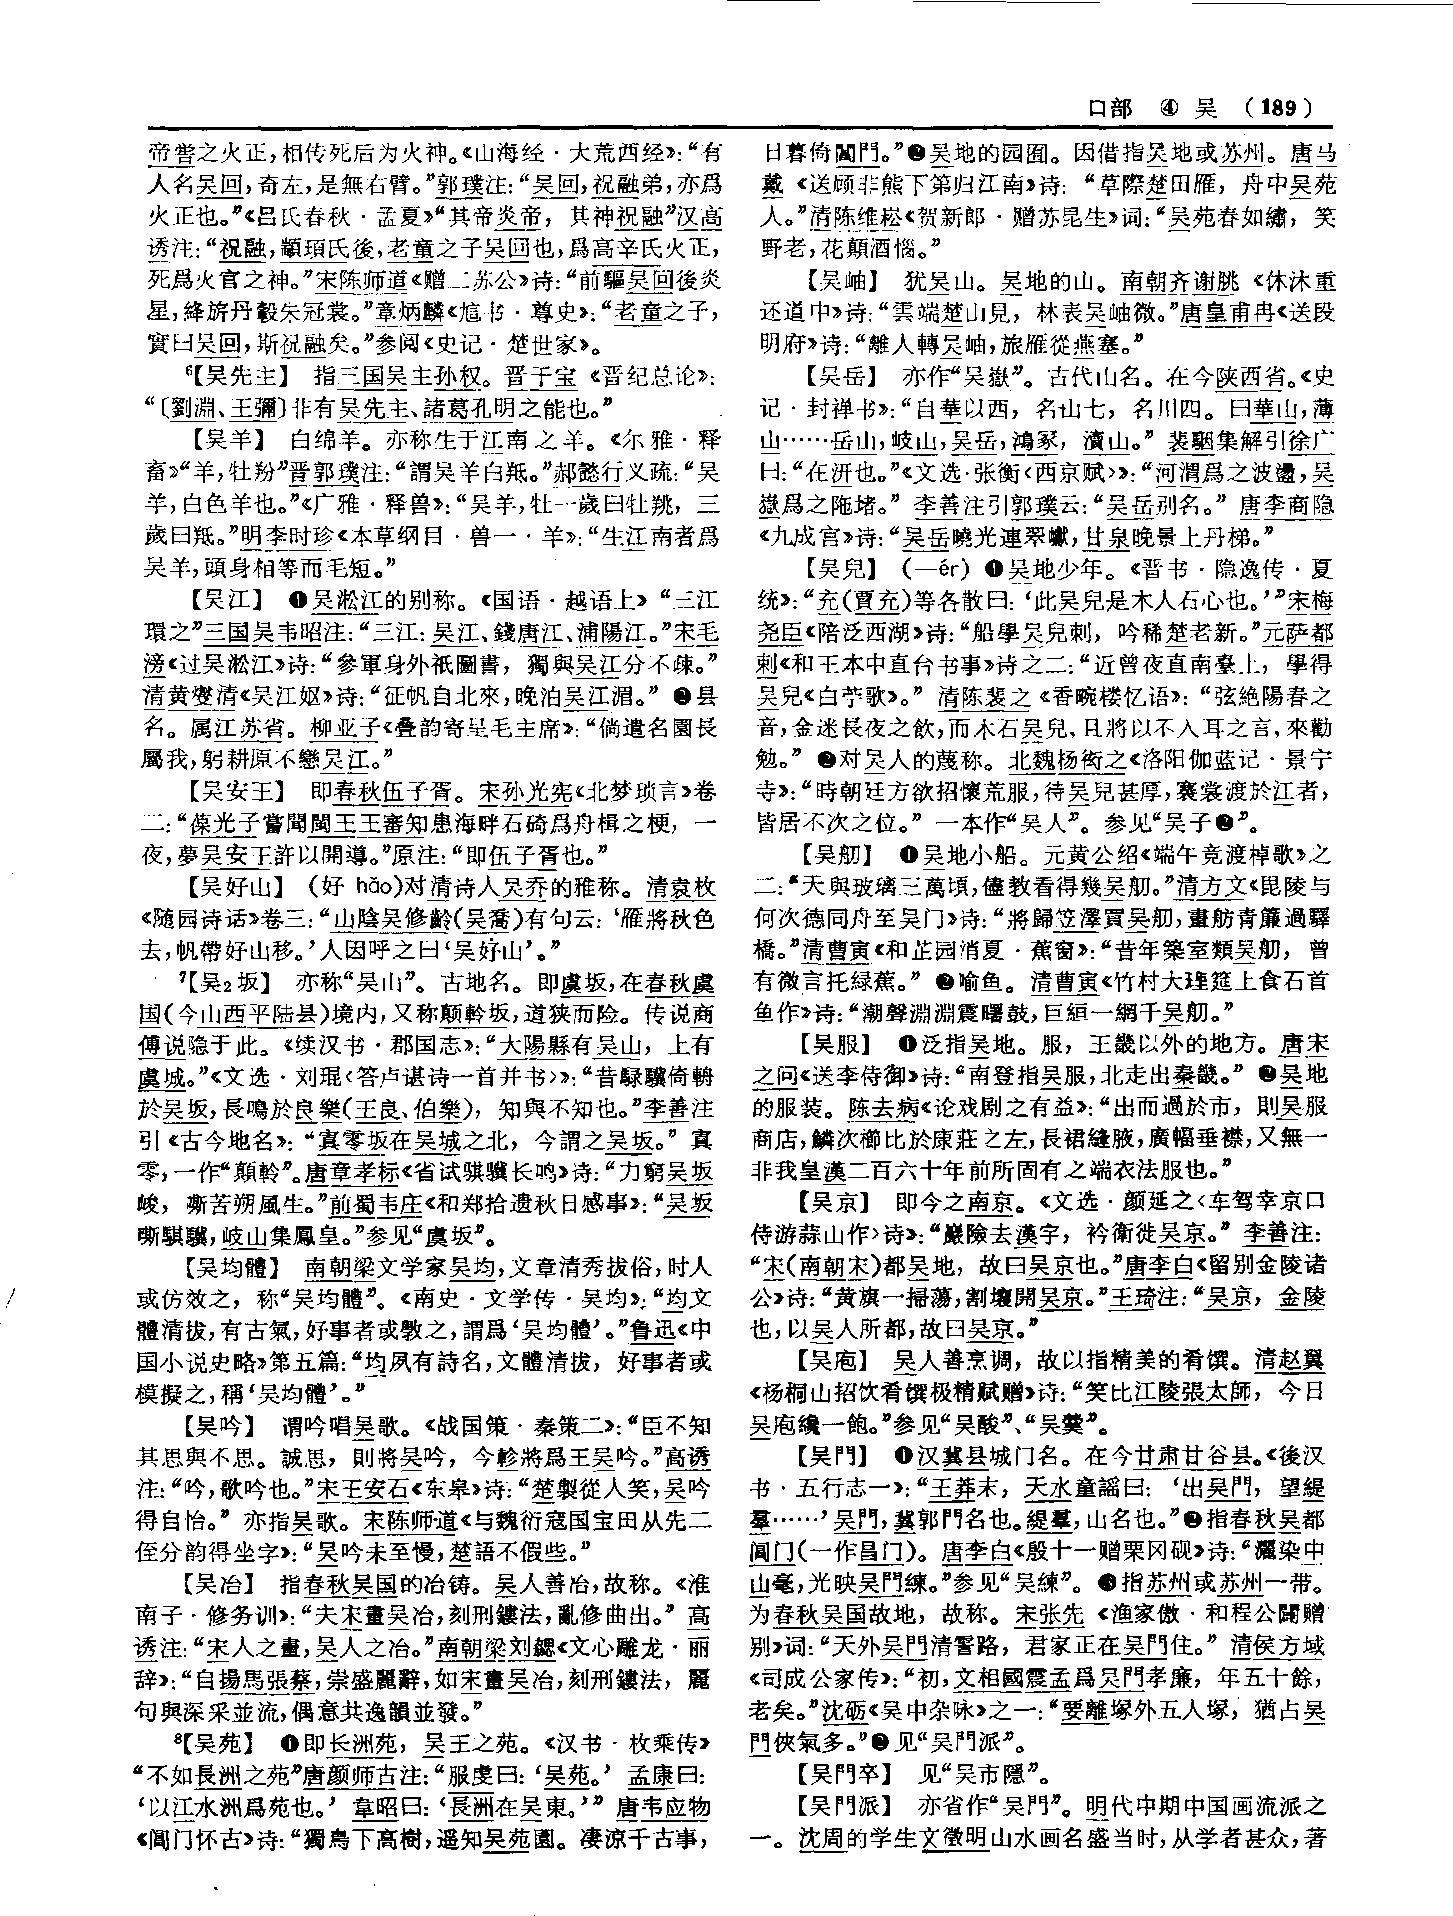 口部 ④ 吴 (189)
帝喾之火正,相传死后为火神。《山海经·大荒西经》:“有
人名吴回,奇左,是無右臂。”郭璞注:“吴回,祝融弟,亦爲
火正也。”《吕氏春秋·孟夏》“其帝炎帝,其神祝融”汉高
诱注:“祝融,顓頊氏後,老童之子吴回也,爲高辛氏火正,
死爲火官之神。”宋陈师道《赠二苏公》诗:“前驅吴回後炎
星,絳旂丹轂朱冠裳。”章炳麟《訄书·尊史》:“老童之子,
實曰吴回,斯祝融矣。”参阅《史记·楚世家》。
⁶【吴先主】 指三国吴主孙权。晋干宝《晋纪总论》:
“〔劉淵、王彌〕非有吴先主、諸葛孔明之能也。”
【吴羊】 白绵羊。亦称生于江南之羊。《尔雅·释
畜》“羊,牡羒”晋郭璞注:“謂吴羊白羝。”郝懿行义疏:“吴
羊,白色羊也。”《广雅·释兽》:“吴羊,牡一歲曰牡䍮,三
歲曰羝。”明李时珍《本草纲目·兽一·羊》:“生江南者爲
吴羊,頭身相等而毛短。”
【吴江】 ❶吴淞江的别称。《国语·越语上》“三江
環之”三国吴韦昭注:“三江:吴江、錢唐江、浦陽江。”宋毛
滂《过吴淞江》诗:“參軍身外衹圖書,獨與吴江分不疎。”
清黄燮清《吴江妪》诗:“征帆自北來,晚泊吴江湄。” ❷县
名。属江苏省。柳亚子《叠韵寄呈毛主席》:“倘遣名園長
屬我,躬耕原不戀吴江。”
【吴安王】 即春秋伍子胥。宋孙光宪《北梦琐言》卷
二:“葆光子嘗聞閩王王審知患海畔石碕爲舟楫之梗,一
夜,夢吴安王許以開導。”原注:“即伍子胥也。”
【吴好山】 (好 hǎo)对清诗人吴乔的雅称。清袁枚
《随园诗话》卷三:“山陰吴修齡(吴喬)有句云:‘雁將秋色
去,帆帶好山移。’人因呼之曰‘吴好山’。”
⁷【吴₂坂】 亦称“吴山”。古地名。即虞坂,在春秋虞
国(今山西平陆县)境内,又称颠軨坂,道狭而险。传说商
傅说隐于此。《续汉书·郡国志》:“大陽縣有吴山,上有
虞城。”《文选·刘琨〈答卢谌诗一首并书〉》:“昔騄驥倚輈
於吴坂,長鳴於良樂(王良、伯樂),知與不知也。”李善注
引《古今地名》:“寘零坂在吴城之北,今謂之吴坂。” 寘
零,一作“顛軨”。唐章孝标《省试骐骥长鸣》诗:“力窮吴坂
峻,嘶苦朔風生。”前蜀韦庄《和郑拾遗秋日感事》:“吴坂
嘶騏驥,岐山集鳳皇。”参见“虞坂”。
【吴均體】 南朝梁文学家吴均,文章清秀拔俗,时人
或仿效之,称“吴均體”。《南史·文学传·吴均》:“均文
體清拔,有古氣,好事者或斆之,謂爲‘吴均體’。”鲁迅《中
国小说史略》第五篇:“均夙有詩名,文體清拔,好事者或
模擬之,稱‘吴均體’。”
【吴吟】 谓吟唱吴歌。《战国策·秦策二》:“臣不知
其思與不思。誠思,則將吴吟,今軫將爲王吴吟。”高诱
注:“吟,歌吟也。”宋王安石《东皋》诗:“楚製從人笑,吴吟
得自怡。” 亦指吴歌。宋陈师道《与魏衍寇国宝田从先二
侄分韵得坐字》:“吴吟未至慢,楚語不假些。”
【吴冶】 指春秋吴国的冶铸。吴人善冶,故称。《淮
南子·修务训》:“夫宋畫吴冶,刻刑鏤法,亂修曲出。” 高
诱注:“宋人之畫,吴人之冶。”南朝梁刘勰《文心雕龙·丽
辞》:“自揚馬張蔡,崇盛麗辭,如宋畫吴冶,刻刑鏤法,麗
句與深采並流,偶意共逸韻並發。”
⁸【吴苑】 ❶即长洲苑,吴王之苑。《汉书·枚乘传》
“不如長洲之苑”唐颜师古注:“服虔曰:‘吴苑。’ 孟康曰:
‘以江水洲爲苑也。’ 韋昭曰:‘長洲在吴東。’” 唐韦应物
《阊门怀古》诗:“獨鳥下高樹,遥知吴苑園。凄涼千古事,
日暮倚閶門。”❷吴地的园囿。因借指吴地或苏州。唐马
戴《送顾非熊下第归江南》诗:“草際楚田雁,舟中吴苑
人。”清陈维崧《贺新郎·赠苏昆生》词:“吴苑春如繡,笑
野老,花顛酒惱。”
【吴岫】 犹吴山。吴地的山。南朝齐谢朓《休沐重
还道中》诗:“雲端楚山見,林表吴岫微。”唐皇甫冉《送段
明府》诗:“離人轉吴岫,旅雁從燕塞。”
【吴岳】 亦作“吴嶽”。古代山名。在今陕西省。《史
记·封禅书》:“自華以西,名山七,名川四。曰華山,薄
山……岳山,岐山,吴岳,鴻冢,瀆山。” 裴駰集解引徐广
曰:“在汧也。”《文选·张衡〈西京赋〉》:“河渭爲之波盪,吴
嶽爲之陁堵。” 李善注引郭璞云:“吴岳别名。” 唐李商隐
《九成宫》诗:“吴岳曉光連翠巘,甘泉晚景上丹梯。”
【吴兒】 (—ér) ❶吴地少年。《晋书·隐逸传·夏
统》:“充(賈充)等各散曰:‘此吴兒是木人石心也。’”宋梅
尧臣《陪泛西湖》诗:“船學吴兒刺,吟稀楚老新。”元萨都
剌《和王本中直台书事》诗之二:“近曾夜直南臺上,學得
吴兒《白苧歌》。” 清陈裴之《香畹楼忆语》:“弦絶陽春之
音,金迷長夜之飲,而木石吴兒,且將以不入耳之言,來勸
勉。” ❷对吴人的蔑称。北魏杨衒之《洛阳伽蓝记·景宁
寺》:“時朝廷方欲招懷荒服,待吴兒甚厚,褰裳渡於江者,
皆居不次之位。” 一本作“吴人”。参见“吴子❷”。
【吴舠】 ❶吴地小船。元黄公绍《端午竞渡棹歌》之
二:“天與玻璃三萬頃,儘教看得幾吴舠。”清方文《毘陵与
何次德同舟至吴门》诗:“將歸笠澤買吴舠,畫舫青簾過驛
橋。”清曹寅《和芷园消夏·蕉窗》:“昔年築室類吴舠,曾
有微言托緑蕉。” ❷喻鱼。清曹寅《竹村大理筵上食石首
鱼作》诗:“潮聲淵淵震曙鼓,巨絙一網千吴舠。”
【吴服】 ❶泛指吴地。服,王畿以外的地方。唐宋
之问《送李侍御》诗:“南登指吴服,北走出秦畿。” ❷吴地
的服装。陈去病《论戏剧之有益》:“出而過於市,則吴服
商店,鱗次櫛比於康莊之左,長裙縫腋,廣幅垂襟,又無一
非我皇漢二百六十年前所固有之端衣法服也。”
【吴京】 即今之南京。《文选·颜延之〈车驾幸京口
侍游蒜山作〉诗》:“巖險去漢宇,衿衛徙吴京。” 李善注:
“宋(南朝宋)都吴地,故曰吴京也。”唐李白《留别金陵诸
公》诗:“黄旗一掃蕩,割壤開吴京。”王琦注:“吴京,金陵
也,以吴人所都,故曰吴京。”
【吴庖】 吴人善烹调,故以指精美的肴馔。清赵翼
《杨桐山招饮肴馔极精赋赠》诗:“笑比江陵張太師,今日
吴庖纔一飽。”参见“吴酸”、“吴羹”。
【吴門】 ❶汉冀县城门名。在今甘肃甘谷县。《後汉
书·五行志一》:“王莽末,天水童謡曰:‘出吴門,望緹
羣……’吴門,冀郭門名也。緹羣,山名也。”❷指春秋吴都
阊门(一作昌门)。唐李白《殷十一赠栗冈砚》诗:“灑染中
山毫,光映吴門練。”参见“吴練”。❸指苏州或苏州一带。
为春秋吴国故地,故称。宋张先《渔家傲·和程公闢赠
别》词:“天外吴門清霅路,君家正在吴門住。” 清侯方域
《司成公家传》:“初,文相國震孟爲吴門孝廉,年五十餘,
老矣。”沈砺《吴中杂咏》之一:“要離塚外五人塚,猶占吴
門俠氣多。”❷见“吴門派”。
【吴門卒】 见“吴市隱”。
【吴門派】 亦省作“吴門”。明代中期中国画流派之
一。沈周的学生文徵明山水画名盛当时,从学者甚众,著